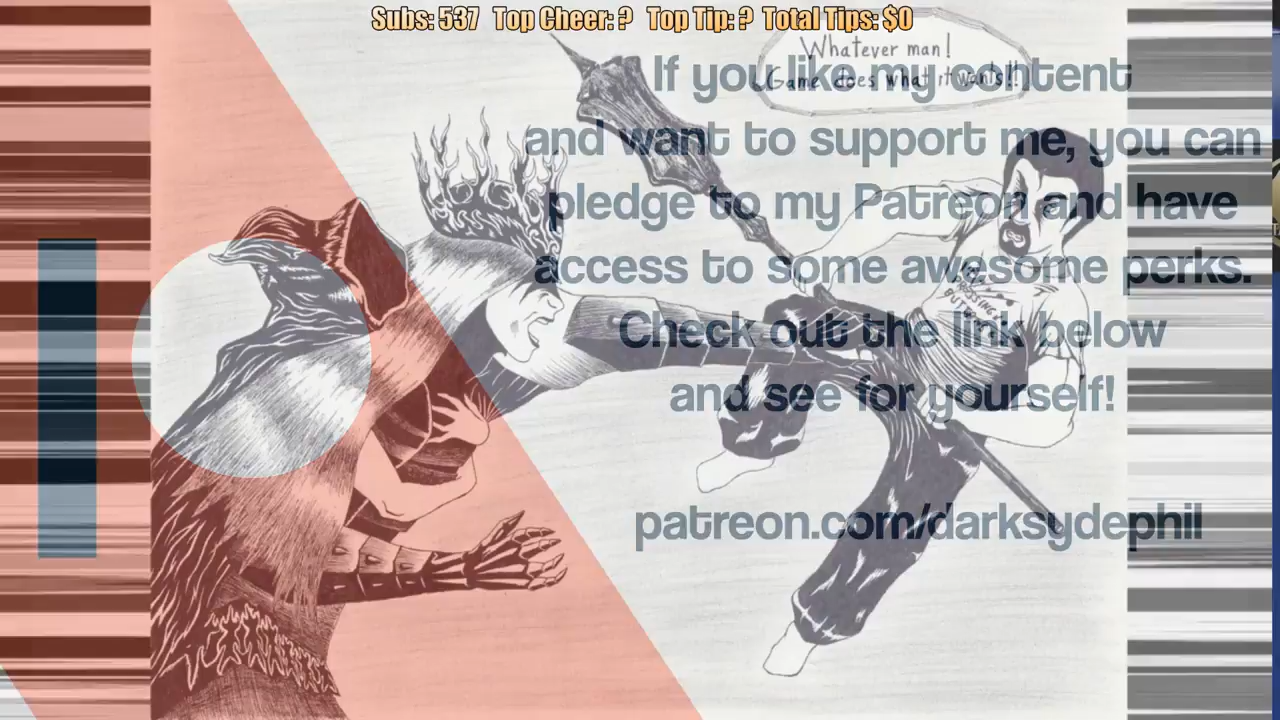 Subs: 537 Top Cheer: ? Top Tip: ? Total Tips: $0
Whatever man!
Game does what it wants!!
If you like my content
and want to support me, you can
pledge to my Patreon and have
access to some awesome perks.
Check out the link below
and see for yourself!
patreon.com/darksydephil